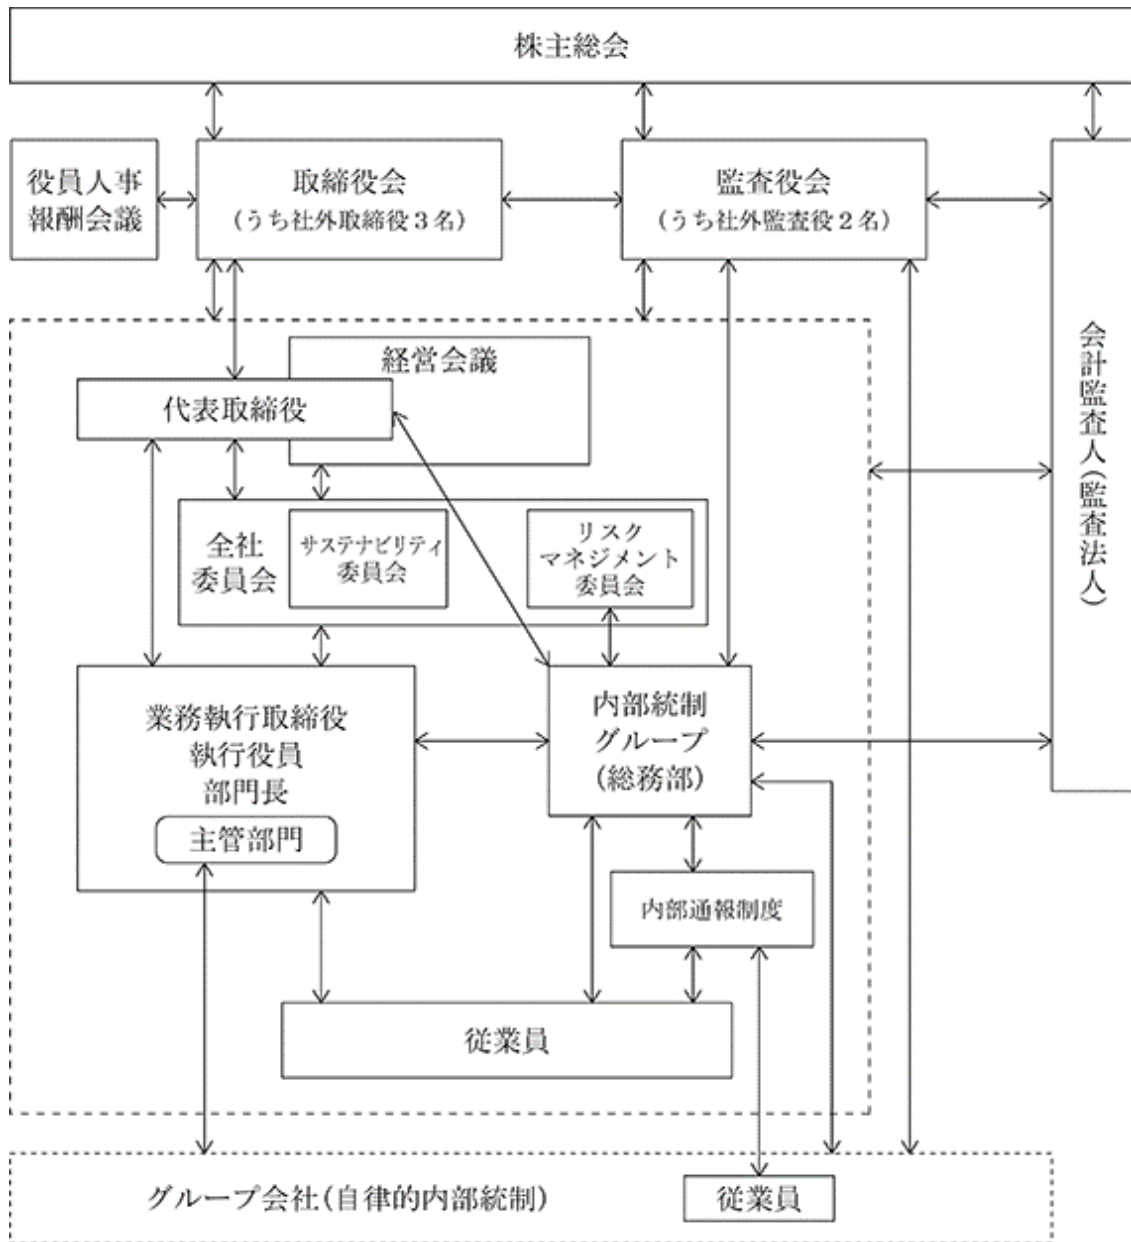 株主総会
役員人事
報酬会議
取締役会
(うち社外取締役3名)
監査役会
(うち社外監査役2名)
会計監査人(監査法人)
経営会議
代表取締役
全社
委員会
サステナビリティ
委員会
リスク
マネジメント
委員会
業務執行取締役
執行役員
部門長
主管部門
内部統制
グループ
(総務部)
内部通報制度
従業員
グループ会社(自律的内部統制)
従業員